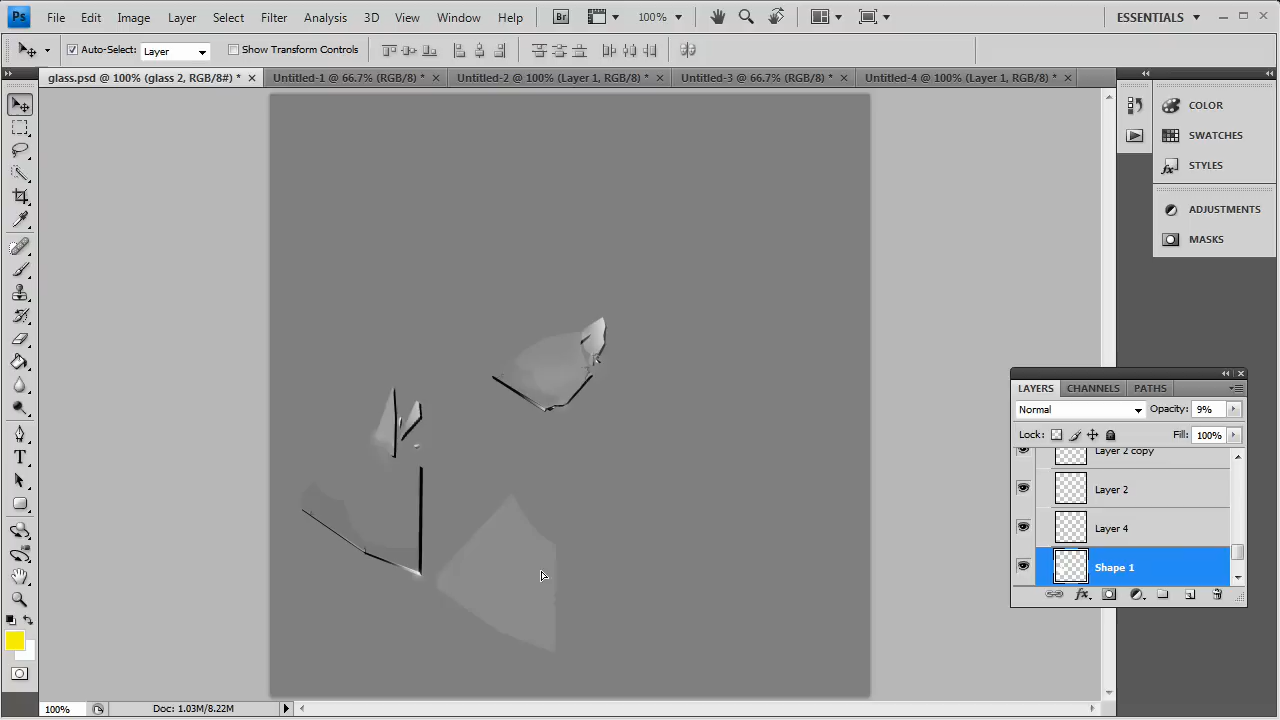 Ps File Edit Image Layer Select Filter Analysis 3D View Window Help Br 100% ESSENTIALS
Auto-Select: Layer Show Transform Controls
glass.psd @ 100% (glass 2, RGB/8#) * Untitled-1 @ 66.7% (RGB/8) * Untitled-2 @ 100% (Layer 1, RGB/8) * Untitled-3 @ 66.7% (RGB/8) * Untitled-4 @ 100% (Layer 1, RGB/8) *
COLOR
SWATCHES
STYLES
ADJUSTMENTS
MASKS
LAYERS CHANNELS PATHS
Normal Opacity: 9%
Lock: Fill: 100%
Layer 2 copy
Layer 2
Layer 4
Shape 1
fx
T
100% Doc: 1.03M/8.22M